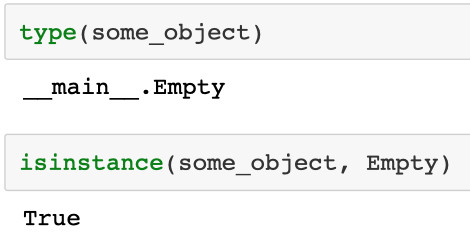 type(some_object)
__main__.Empty
isinstance(some_object, Empty)
True